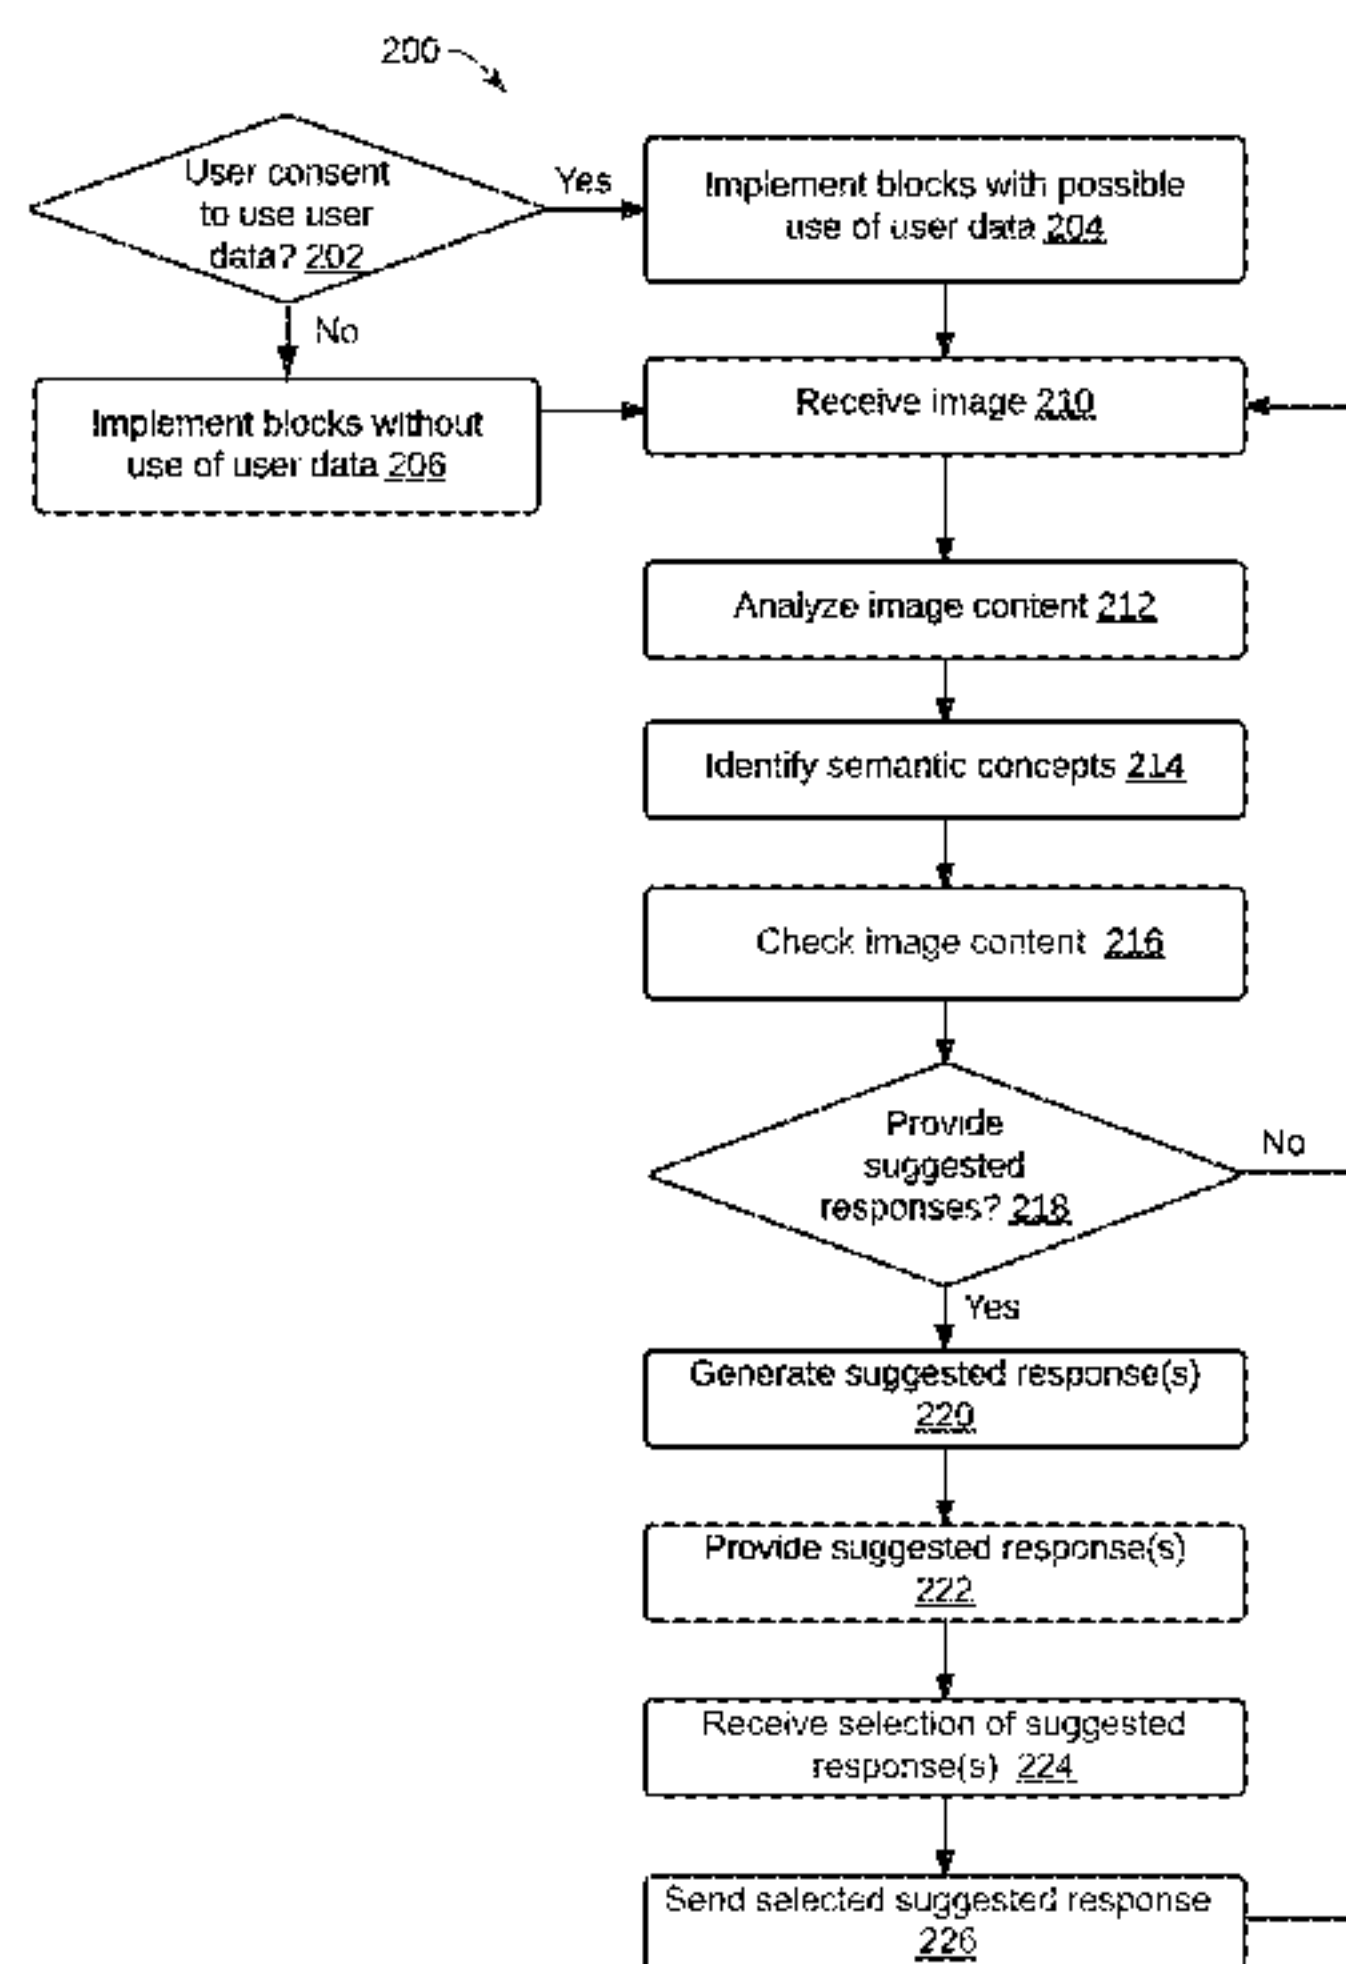 200
User consent
to use user
data? 202
Yes
Implement blocks with possible
use of user data 204
No
Implement blocks without
use of user data 206
Receive image 210
Analyze image content 212
Identify semantic concepts 214
Check image content 216
Provide
suggested
responses? 218
No
Yes
Generate suggested response(s)
220
Provide suggested response(s)
222
Receive selection of suggested
response(s) 224
Send selected suggested response
226